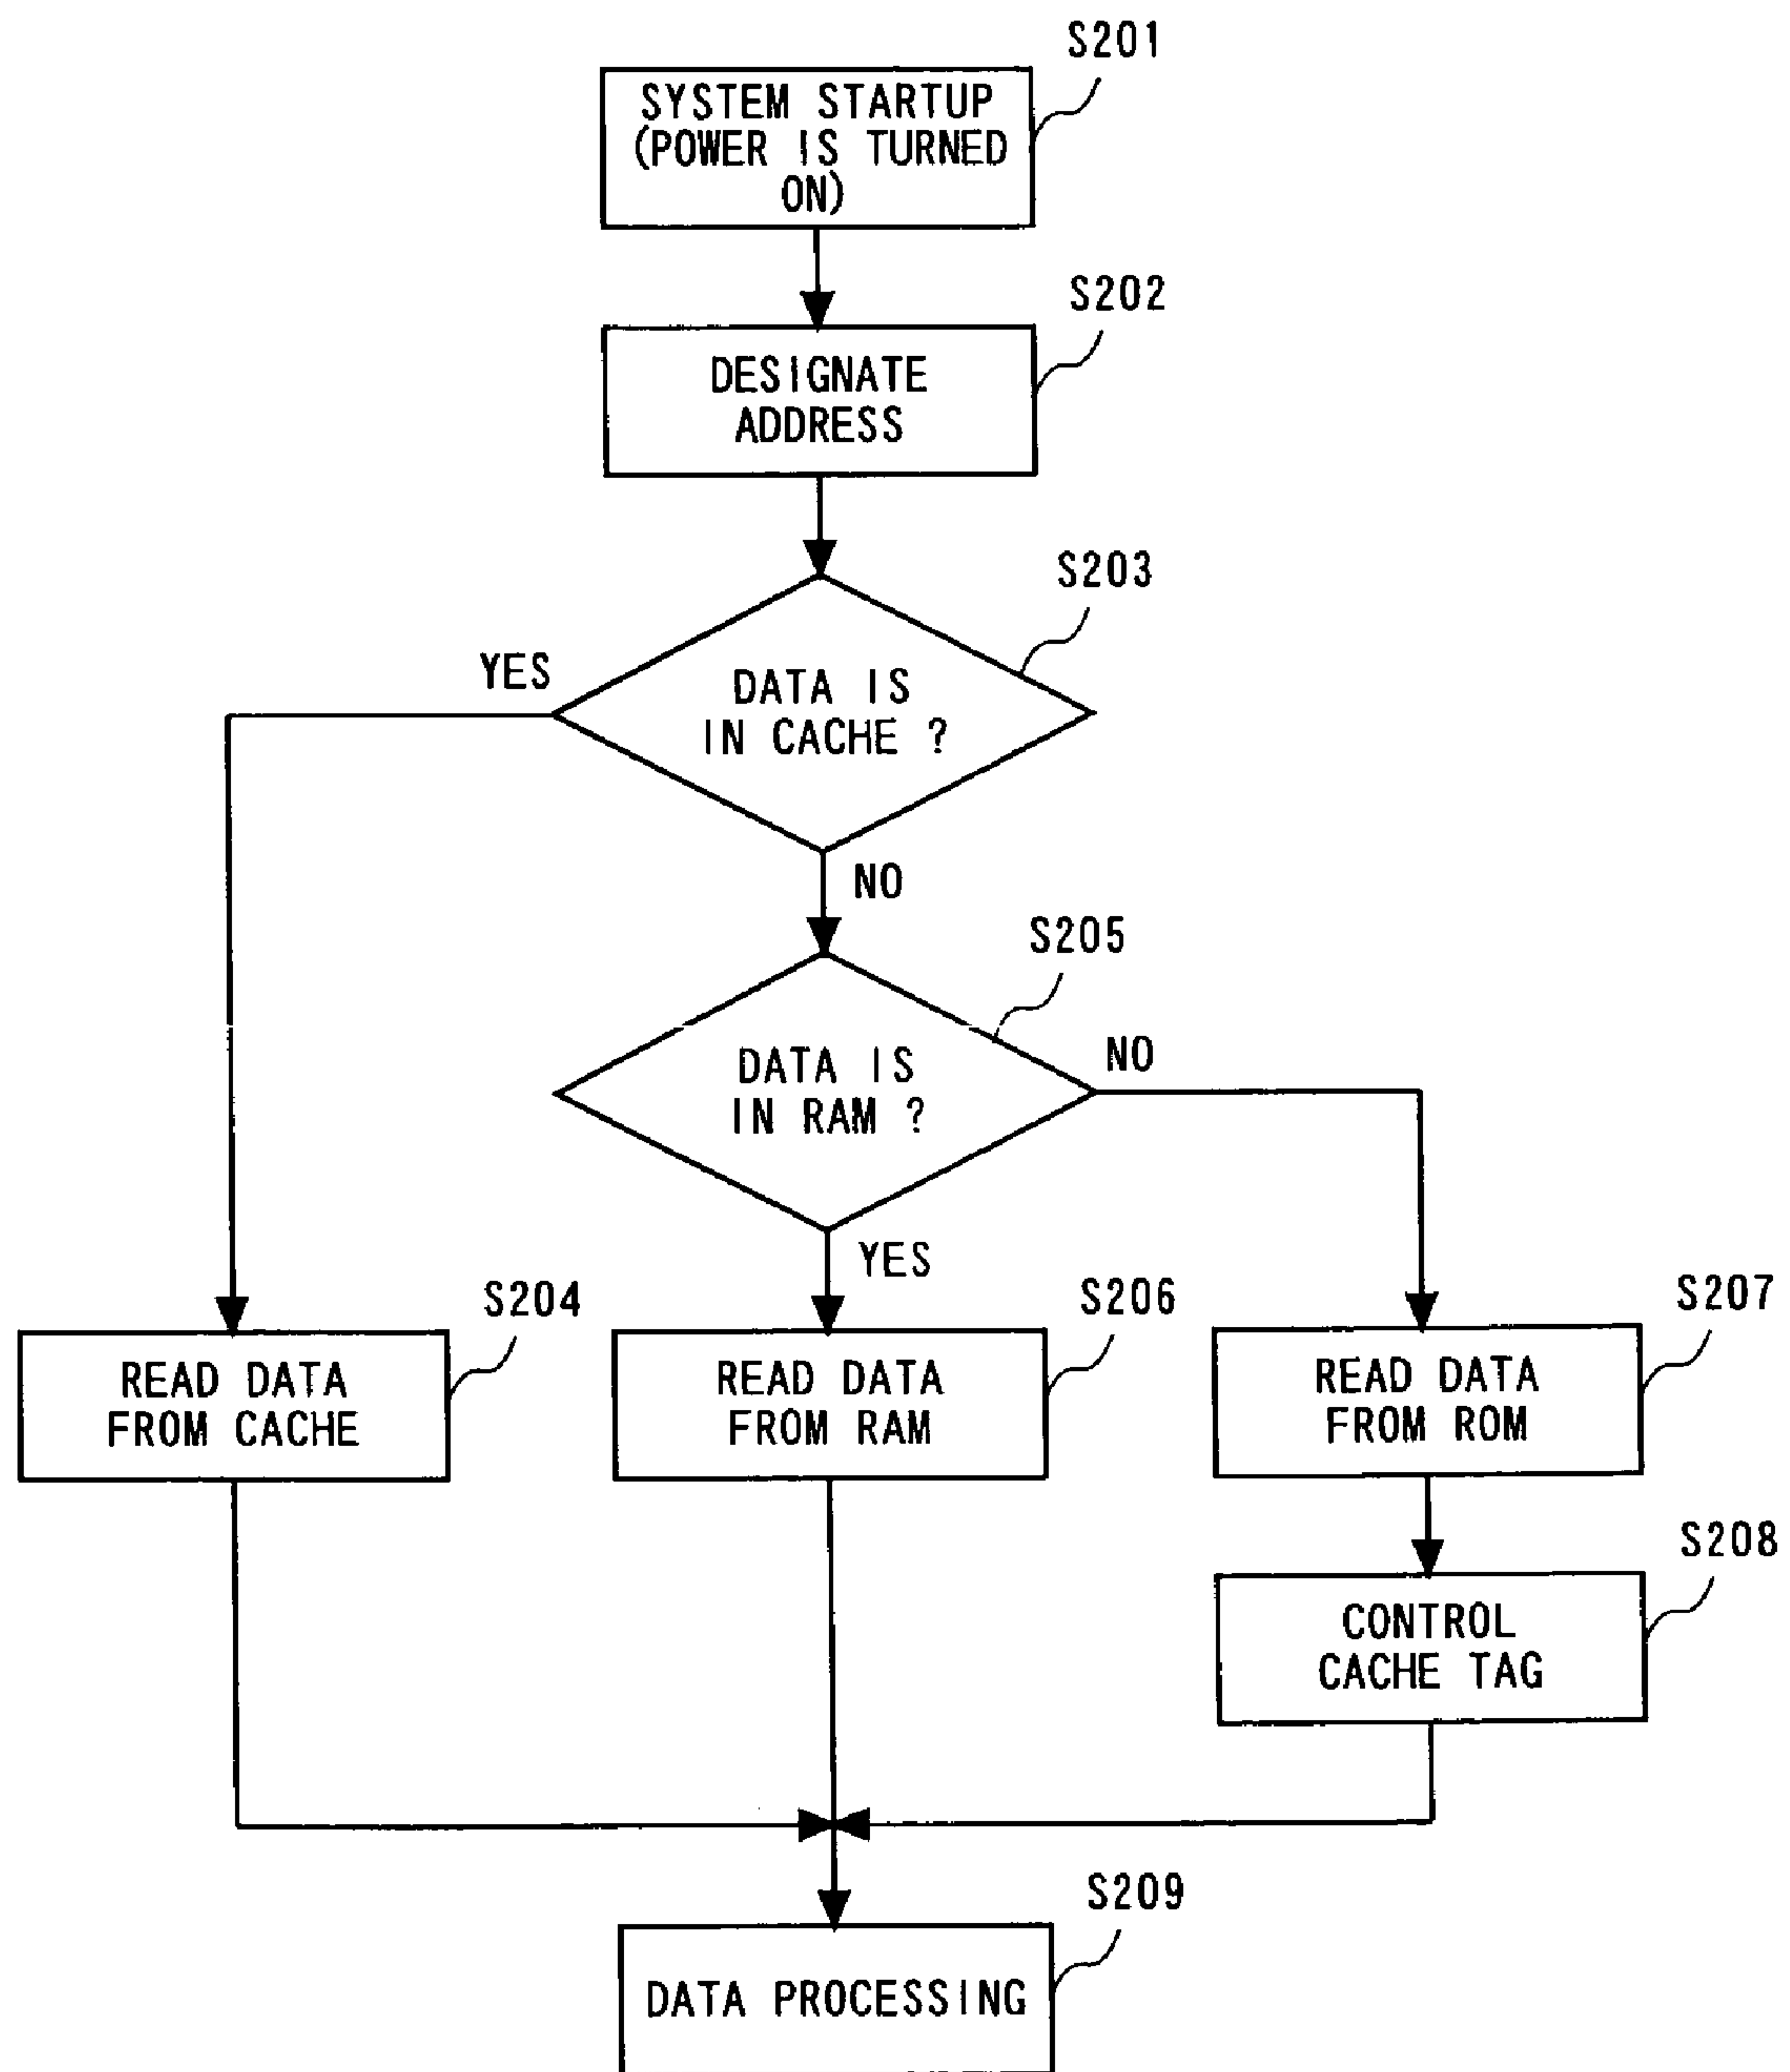 S201
SYSTEM STARTUP
(POWER IS TURNED
ON)
S202
DESIGNATE
ADDRESS
S203
YES
DATA IS
IN CACHE ?
NO
S205
DATA IS
IN RAM ?
NO
YES
S204
S206
S207
READ DATA
FROM CACHE
READ DATA
FROM RAM
READ DATA
FROM ROM
S208
CONTROL
CACHE TAG
S209
DATA PROCESSING